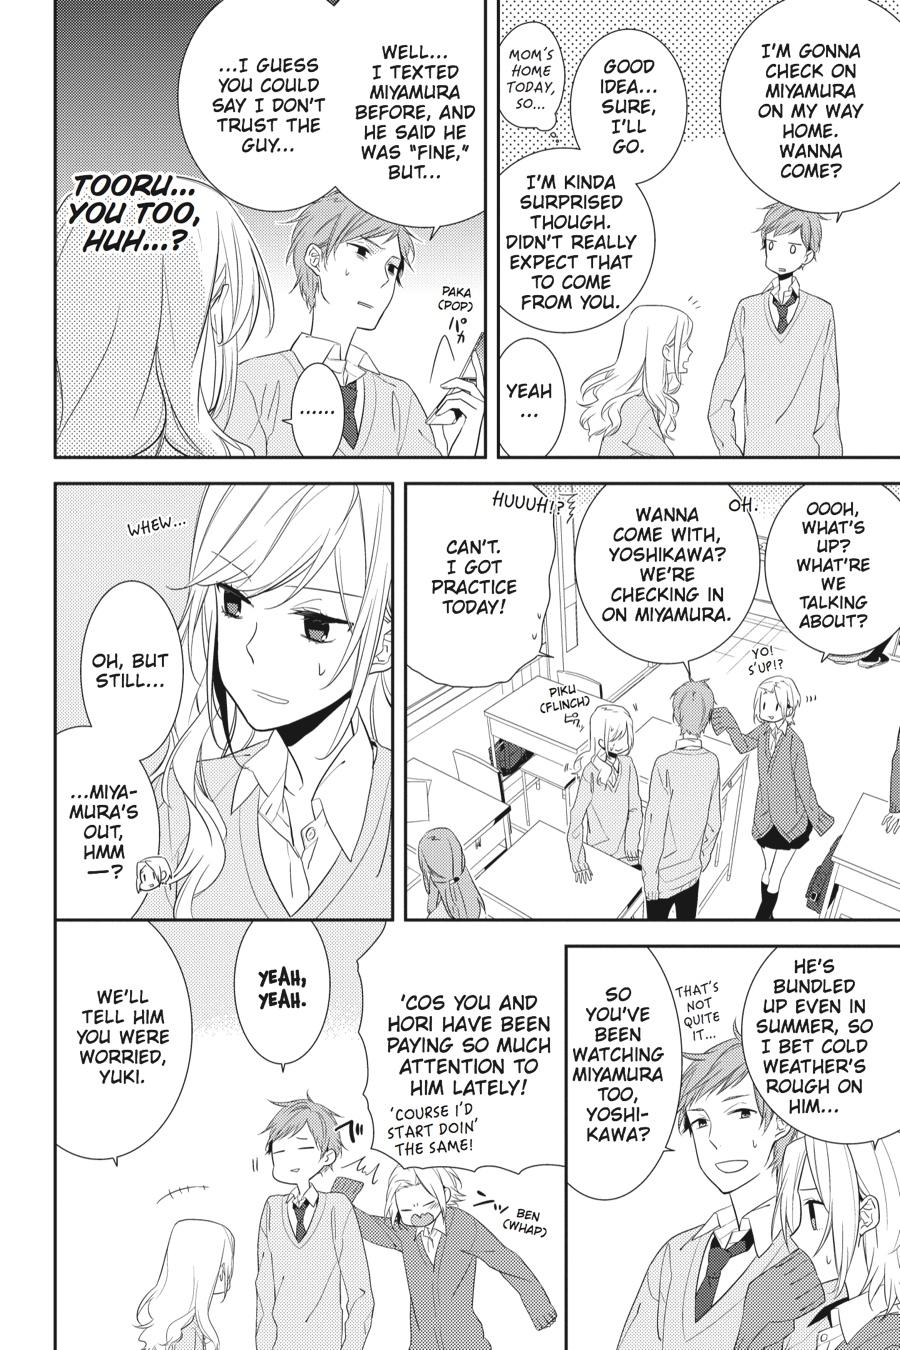 I'M GONNA
CHECK ON
MIYAMURA
ON MY WAY
HOME.
WANNA
COME?
GOOD
IDEA...
SURE,
I'LL
GO.
MOM'S
HOME
TODAY,
SO...
I'M KINDA
SURPRISED
THOUGH.
DIDN'T REALLY
EXPECT THAT
TO COME
FROM YOU.
YEAH
...
WELL...
I TEXTED
MIYAMURA
BEFORE, AND
HE SAID HE
WAS "FINE,"
BUT...
...I GUESS
YOU COULD
SAY I DON'T
TRUST THE
GUY...
PAKA
(POP)
パカ
......
TOORU...
YOU TOO,
HUH...?
OOOH,
WHAT'S
UP?
WHAT'RE
WE
TALKING
ABOUT?
YO!
S'UP!?
OH.
WANNA
COME WITH,
YOSHIKAWA?
WE'RE
CHECKING IN
ON MIYAMURA.
PIKU
(FLINCH)
ピク
HUUUH!?
CAN'T.
I GOT
PRACTICE
TODAY!
WHEW...
OH, BUT
STILL...
...MIYA-
MURA'S
OUT,
HMM
—?
HE'S
BUNDLED
UP EVEN IN
SUMMER, SO
I BET COLD
WEATHER'S
ROUGH ON
HIM...
THAT'S
NOT
QUITE
IT...
SO
YOU'VE
BEEN
WATCHING
MIYAMURA
TOO,
YOSHI-
KAWA?
'COS YOU AND
HORI HAVE BEEN
PAYING SO MUCH
ATTENTION TO
HIM LATELY!
'COURSE I'D
START DOIN'
THE SAME!
BEN
(WHAP)
べン
YEAH,
YEAH.
WE'LL
TELL HIM
YOU WERE
WORRIED,
YUKI.